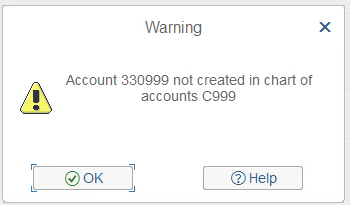 Warning
Account 330999 not created in chart of
accounts C999
OK
Help